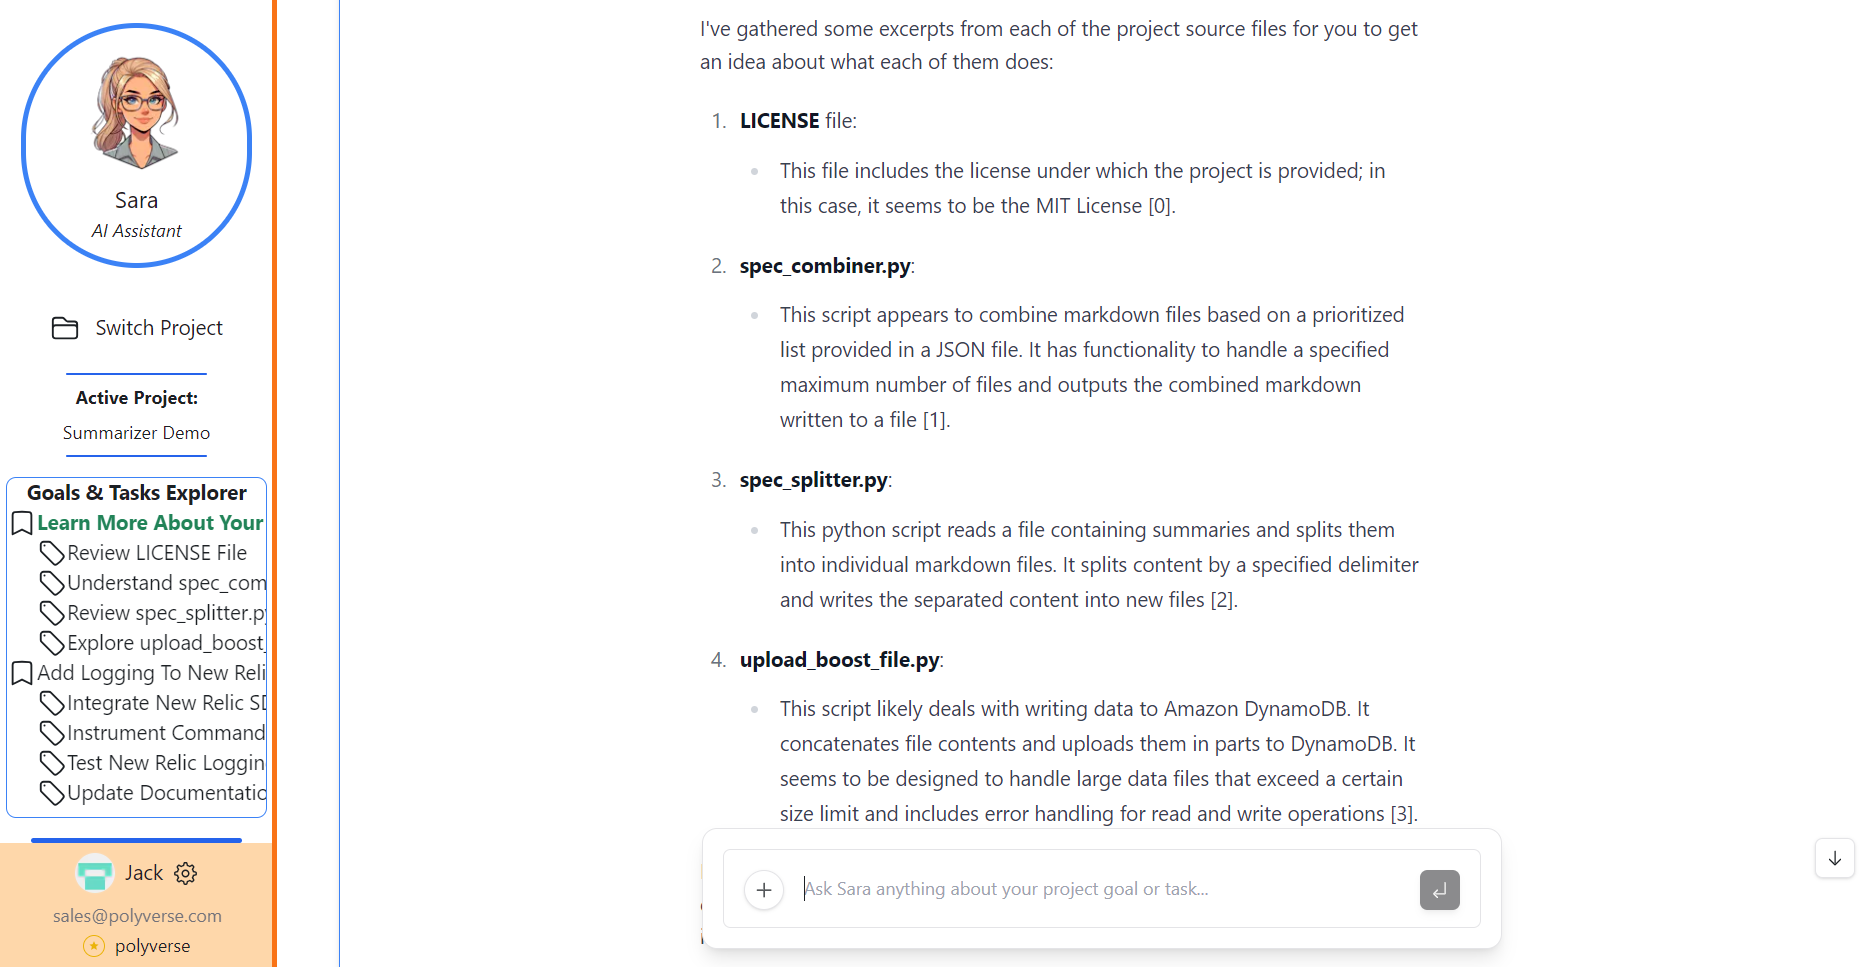 Sara
AI Assistant
Switch Project
Active Project:
Summarizer Demo
Goals & Tasks Explorer
Learn More About Your
Review LICENSE File
Understand spec_com
Review spec_splitter.py
Explore upload_boost_
Add Logging To New Reli
Integrate New Relic SD
Instrument Command
Test New Relic Loggin
Update Documentatio
Jack
sales@polyverse.com
polyverse
I've gathered some excerpts from each of the project source files for you to get
an idea about what each of them does:
1. LICENSE file:
This file includes the license under which the project is provided; in
this case, it seems to be the MIT License [0].
2. spec_combiner.py:
This script appears to combine markdown files based on a prioritized
list provided in a JSON file. It has functionality to handle a specified
maximum number of files and outputs the combined markdown
written to a file [1].
3. spec_splitter.py:
This python script reads a file containing summaries and splits them
into individual markdown files. It splits content by a specified delimiter
and writes the separated content into new files [2].
4. upload_boost_file.py:
This script likely deals with writing data to Amazon DynamoDB. It
concatenates file contents and uploads them in parts to DynamoDB. It
seems to be designed to handle large data files that exceed a certain
size limit and includes error handling for read and write operations [3].
Ask Sara anything about your project goal or task...